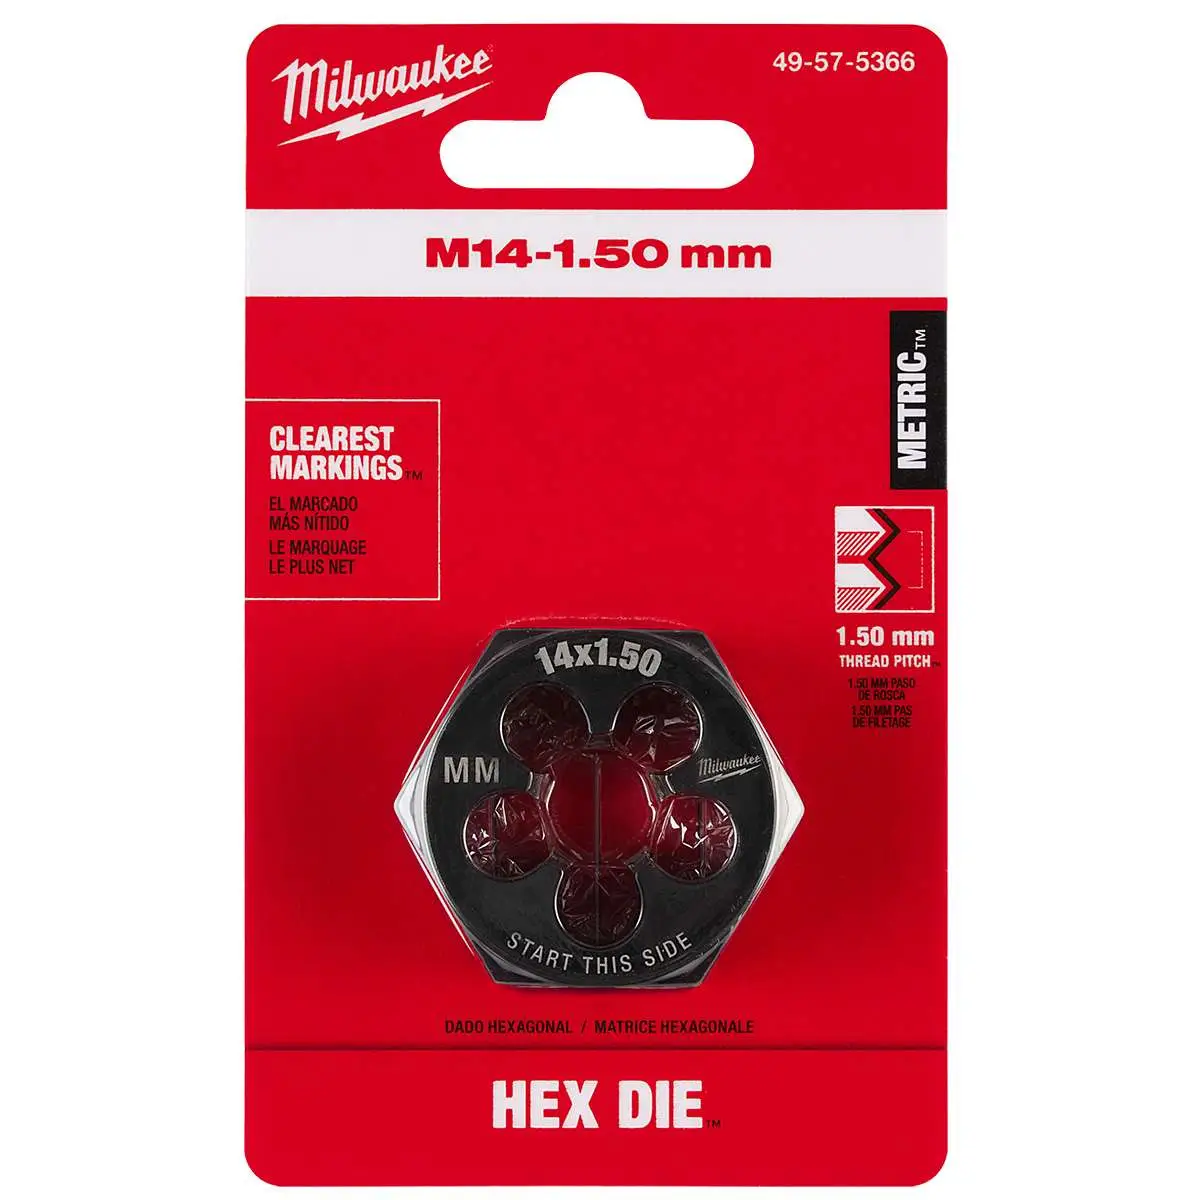 Milwaukee
49-57-5366
M14-1.50 mm
METRIC™
CLEAREST
MARKINGS™
EL MARCADO
MÁS NÍTIDO
LE MARQUAGE
LE PLUS NET
1.50 mm
THREAD PITCH™
1.50 MM PASO
DE ROSCA
1.50 MM PAS
DE FILETAGE
14x1.50
MM
Milwaukee
START THIS SIDE
DADO HEXAGONAL / MATRICE HEXAGONALE
HEX DIE™